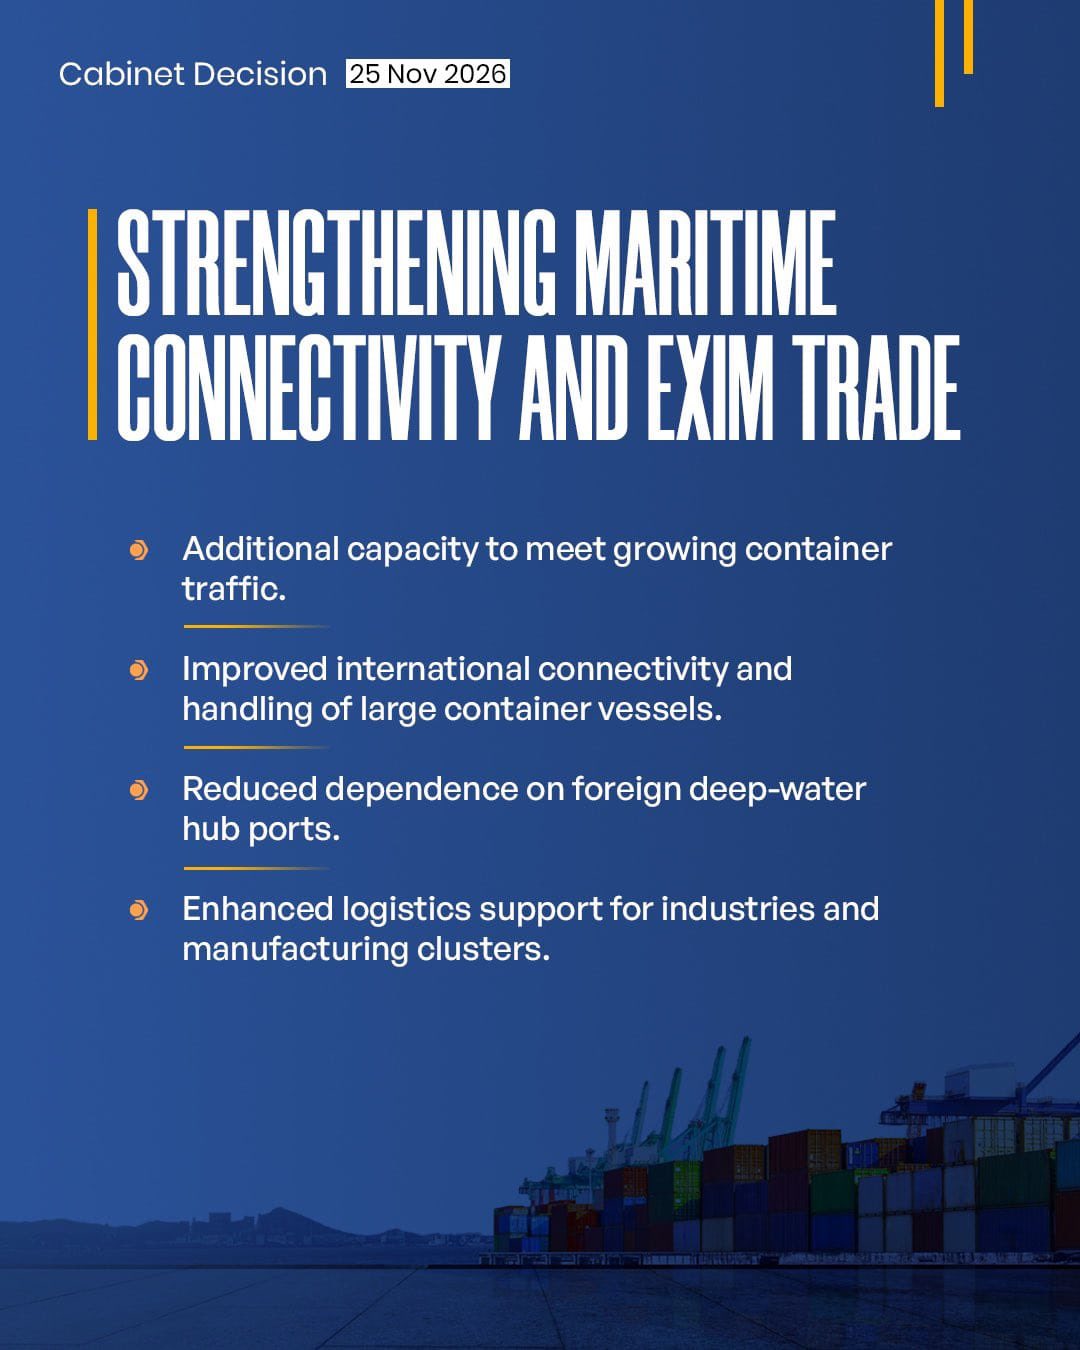 Cabinet Decision 25 Nov 2026
STRENGTHENING MARITIME
CONNECTIVITY AND EXIM TRADE
Additional capacity to meet growing container
traffic.
Improved international connectivity and
handling of large container vessels.
Reduced dependence on foreign deep-water
hub ports.
Enhanced logistics support for industries and
manufacturing clusters.